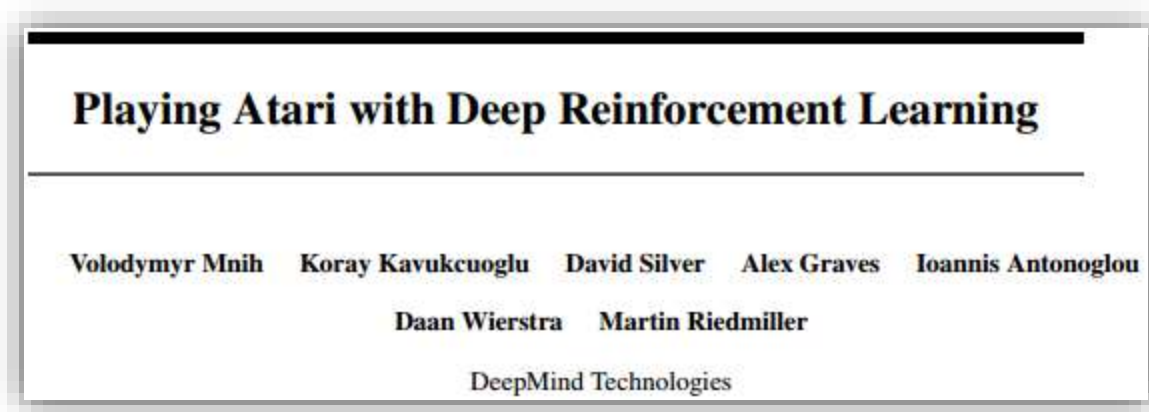 Playing Atari with Deep Reinforcement Learning
Volodymyr Mnih Koray Kavukcuoglu David Silver Alex Graves Ioannis Antonoglou
Daan Wierstra Martin Riedmiller
DeepMind Technologies